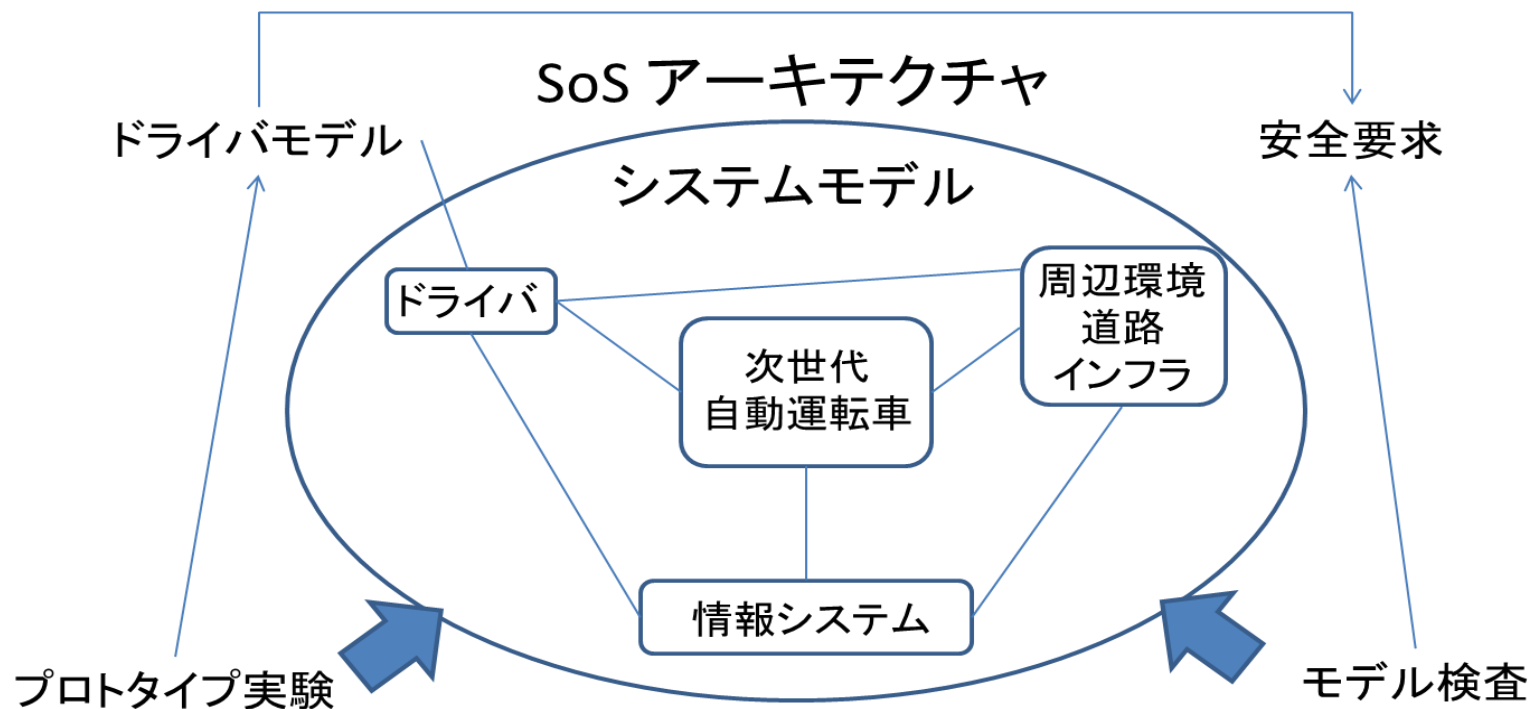 SoS アーキテクチャ
ドライバモデル
安全要求
システムモデル
ドライバ
周辺環境
道路
インフラ
次世代
自動運転車
情報システム
プロトタイプ実験
モデル検査